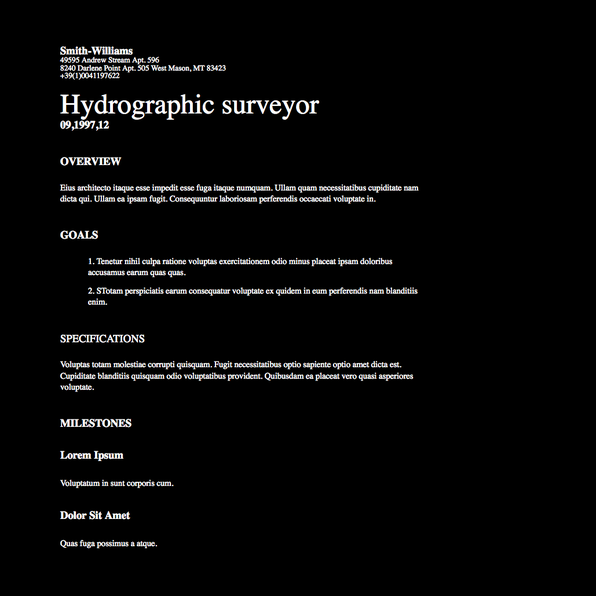 Smith-Williams
49595 Andrew Stream Apt. 596
8240 Darlene Point Apt. 505 West Mason, MT 83423
+39(1)0041197622
Hydrographic surveyor
09,1997,12
OVERVIEW
Eius architecto itaque esse impedit esse fuga itaque numquam. Ullam quam necessitatibus cupiditate nam
dicta qui. Ullam ea ipsam fugit. Consequuntur laboriosam perferendis occaecati voluptate in.
GOALS
1. Tenetur nihil culpa ratione voluptas exercitationem odio minus placeat ipsam doloribus
accusamus earum quas quas.
2. STotam perspiciatis earum consequatur voluptate ex quidem in eum perferendis nam blanditiis
enim.
SPECIFICATIONS
Voluptas totam molestiae corrupti quisquam. Fugit necessitatibus optio sapiente optio amet dicta est.
Cupiditate blanditiis quisquam odio voluptatibus provident. Quibusdam ea placeat vero quasi asperiores
voluptate.
MILESTONES
Lorem Ipsum
Voluptatum in sunt corporis cum.
Dolor Sit Amet
Quas fuga possimus a atque.